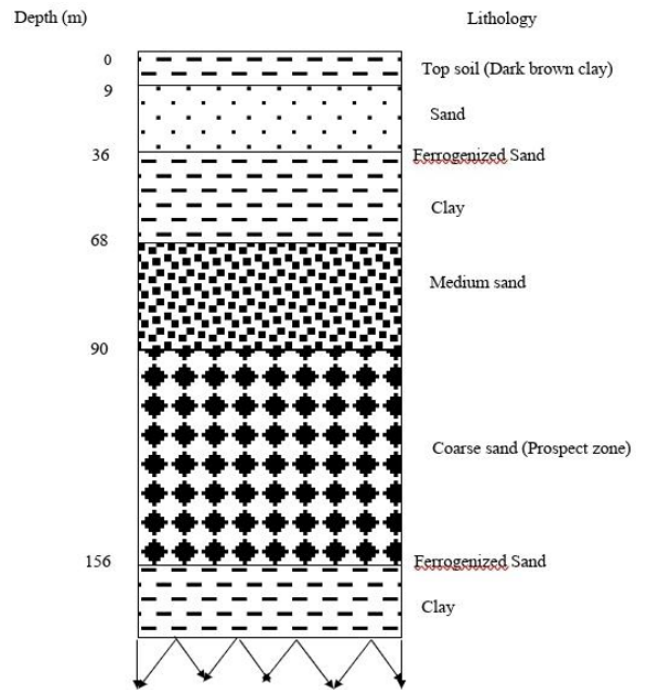 Depth (m) Lithology
0
Top soil (Dark brown clay)
9
Sand
36 Ferrogenized Sand
Clay
68
Medium sand
90
Coarse sand (Prospect zone)
156 Ferrogenized Sand
Clay